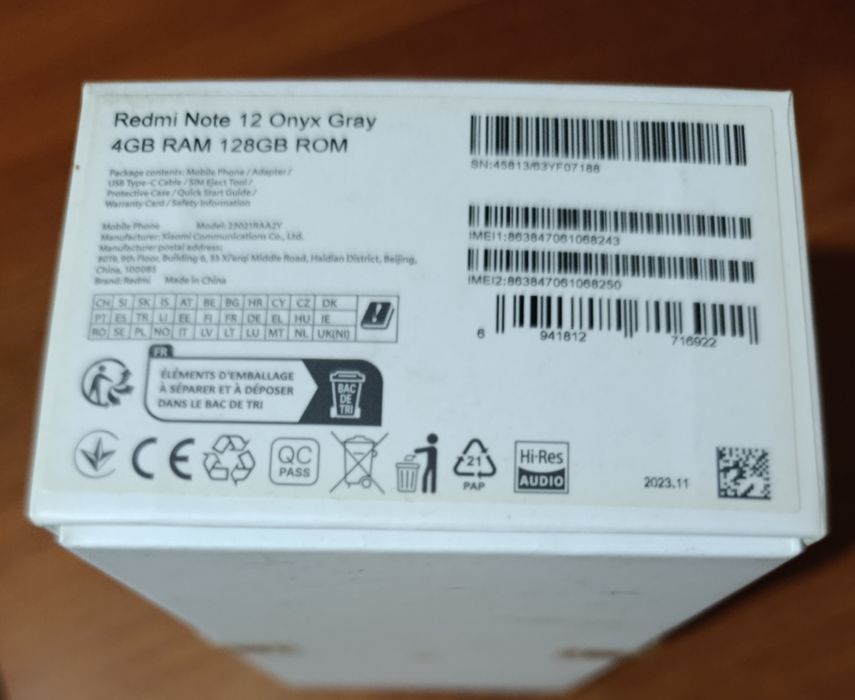 Redmi Note 12 Onyx Gray
4GB RAM 128GB ROM
Package contents: Mobile Phone / Adapter /
USB Type-C Cable / SIM Eject Tool /
Protective Case / Quick Start Guide /
Warranty Card / Safety Information
Mobile Phone Model: 23021RAA2Y
Manufacturer: Xiaomi Communications Co., Ltd.
Manufacturer postal address:
#019, 9th Floor, Building 6, 33 Xi'erqi Middle Road, Haidian District, Beijing,
China, 100085
Brand: Redmi Made in China
CH SI SK IS AT BE BG HR CY CZ DK
PT ES TR LI EE FI FR DE EL HU IE
RO SE PL NO IT LV LT LU MT NL UK(NI)
FR
ÉLÉMENTS D'EMBALLAGE
À SÉPARER ET À DÉPOSER
DANS LE BAC DE TRI
BAC
DE
TRI
CE
QC
PASS
21
PAP
Hi-Res
AUDIO
SN:45813/63YF07188
IMEI1:863847061068243
IMEI2:863847061068250
6 941812 716922
2023.11